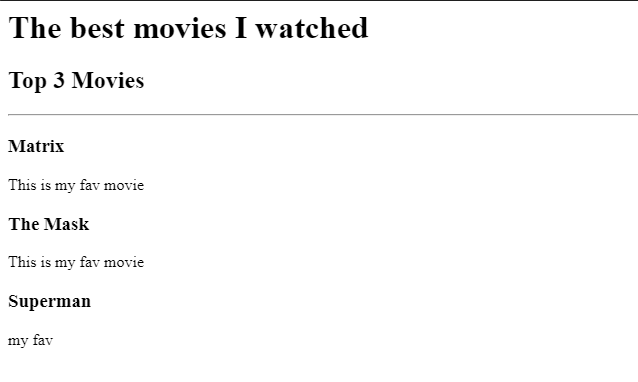 The best movies I watched
Top 3 Movies
Matrix
This is my fav movie
The Mask
This is my fav movie
Superman
my fav